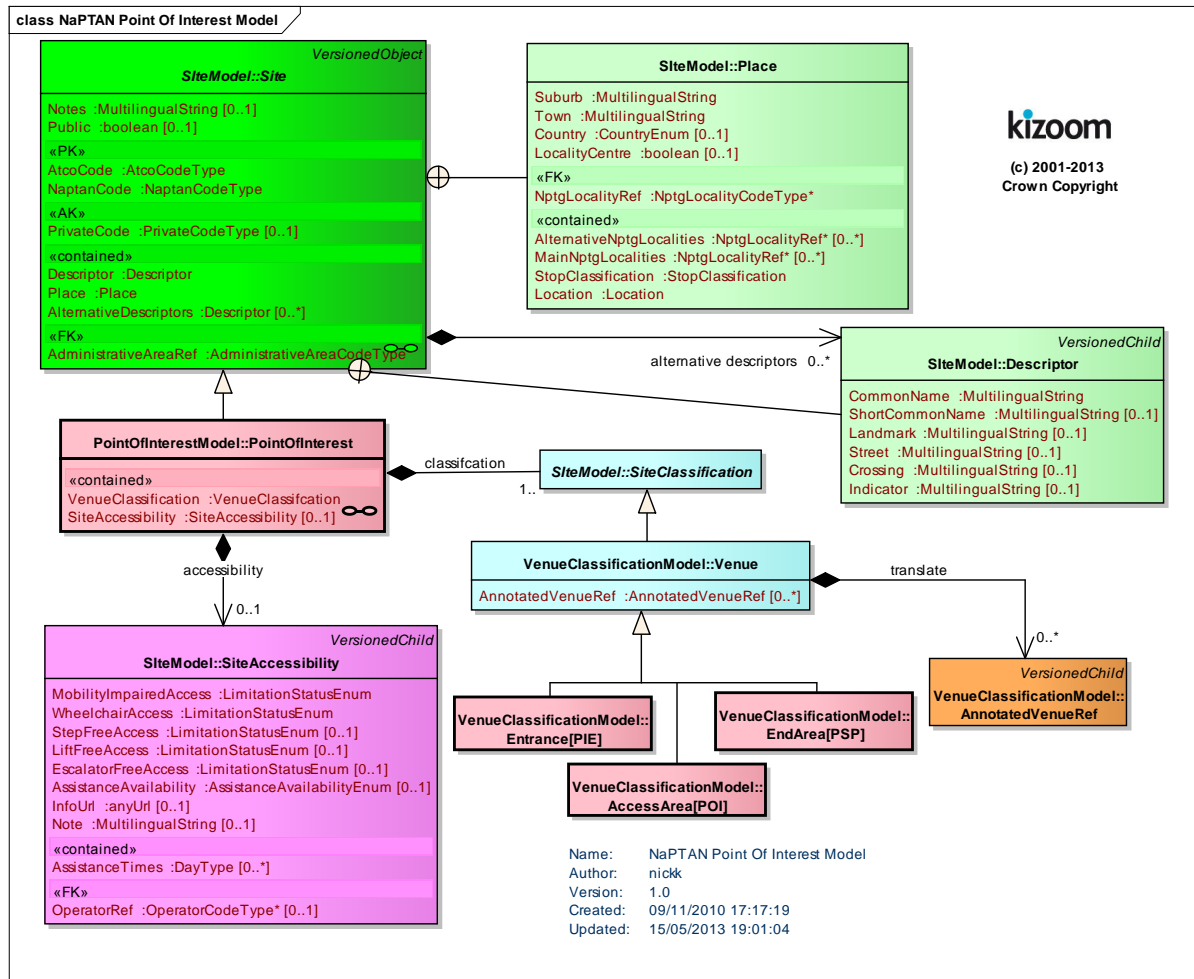 class NaPTAN Point Of Interest Model
VersionedObject
SIteModel::Site
Notes :MultilingualString [0..1]
Public :boolean [0..1]
«PK»
AtcoCode :AtcoCodeType
NaptanCode :NaptanCodeType
«AK»
PrivateCode :PrivateCodeType [0..1]
«contained»
Descriptor :Descriptor
Place :Place
AlternativeDescriptors :Descriptor [0..*]
«FK»
AdministrativeAreaRef :AdministrativeAreaCodeType
SIteModel::Place
Suburb :MultilingualString
Town :MultilingualString
Country :CountryEnum [0..1]
LocalityCentre :boolean [0..1]
«FK»
NptgLocalityRef :NptgLocalityCodeType*
«contained»
AlternativeNptgLocalities :NptgLocalityRef* [0..*]
MainNptgLocalities :NptgLocalityRef* [0..*]
StopClassification :StopClassification
Location :Location
kizoom
(c) 2001-2013
Crown Copyright
alternative descriptors 0..*
VersionedChild
SIteModel::Descriptor
CommonName :MultilingualString
ShortCommonName :MultilingualString [0..1]
Landmark :MultilingualString [0..1]
Street :MultilingualString [0..1]
Crossing :MultilingualString [0..1]
Indicator :MultilingualString [0..1]
PointOfInterestModel::PointOfInterest
«contained»
VenueClassification :VenueClassifcation
SiteAccessibility :SiteAccessibility [0..1]
classifcation
1..
SIteModel::SiteClassification
VenueClassificationModel::Venue
AnnotatedVenueRef :AnnotatedVenueRef [0..*]
translate
0..*
VersionedChild
VenueClassificationModel::
AnnotatedVenueRef
accessibility
0..1
VersionedChild
SIteModel::SiteAccessibility
MobilityImpairedAccess :LimitationStatusEnum
WheelchairAccess :LimitationStatusEnum
StepFreeAccess :LimitationStatusEnum [0..1]
LiftFreeAccess :LimitationStatusEnum [0..1]
EscalatorFreeAccess :LimitationStatusEnum [0..1]
AssistanceAvailability :AssistanceAvailabilityEnum [0..1]
InfoUrl :anyUrl [0..1]
Note :MultilingualString [0..1]
«contained»
AssistanceTimes :DayType [0..*]
«FK»
OperatorRef :OperatorCodeType* [0..1]
VenueClassificationModel::
Entrance[PIE]
VenueClassificationModel::
EndArea[PSP]
VenueClassificationModel::
AccessArea[POI]
Name: NaPTAN Point Of Interest Model
Author: nickk
Version: 1.0
Created: 09/11/2010 17:17:19
Updated: 15/05/2013 19:01:04